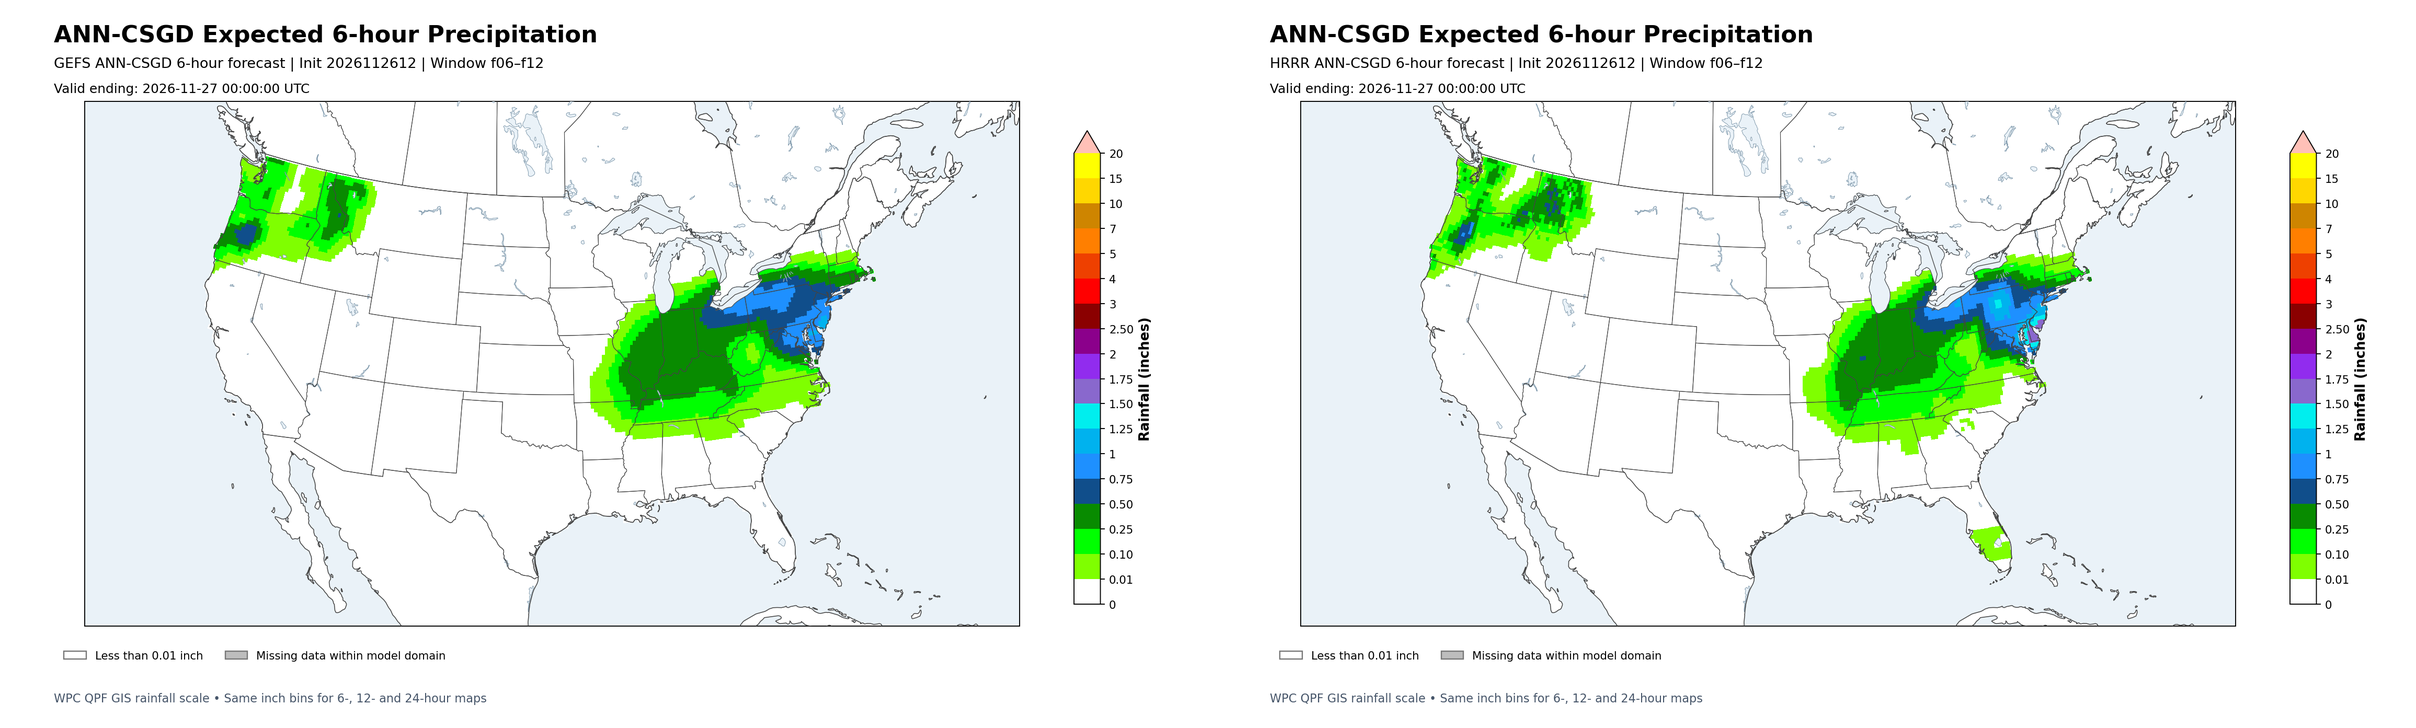 ANN-CSGD Expected 6-hour Precipitation
GEFS ANN-CSGD 6-hour forecast | Init 2026112612 | Window f06–f12
Valid ending: 2026-11-27 00:00:00 UTC
20
15
10
7
5
4
3
2.50
2
1.75
1.50
1.25
1
0.75
0.50
0.25
0.10
0.01
0
Rainfall (inches)
Less than 0.01 inch
Missing data within model domain
WPC QPF GIS rainfall scale • Same inch bins for 6-, 12- and 24-hour maps
ANN-CSGD Expected 6-hour Precipitation
HRRR ANN-CSGD 6-hour forecast | Init 2026112612 | Window f06–f12
Valid ending: 2026-11-27 00:00:00 UTC
20
15
10
7
5
4
3
2.50
2
1.75
1.50
1.25
1
0.75
0.50
0.25
0.10
0.01
0
Rainfall (inches)
Less than 0.01 inch
Missing data within model domain
WPC QPF GIS rainfall scale • Same inch bins for 6-, 12- and 24-hour maps